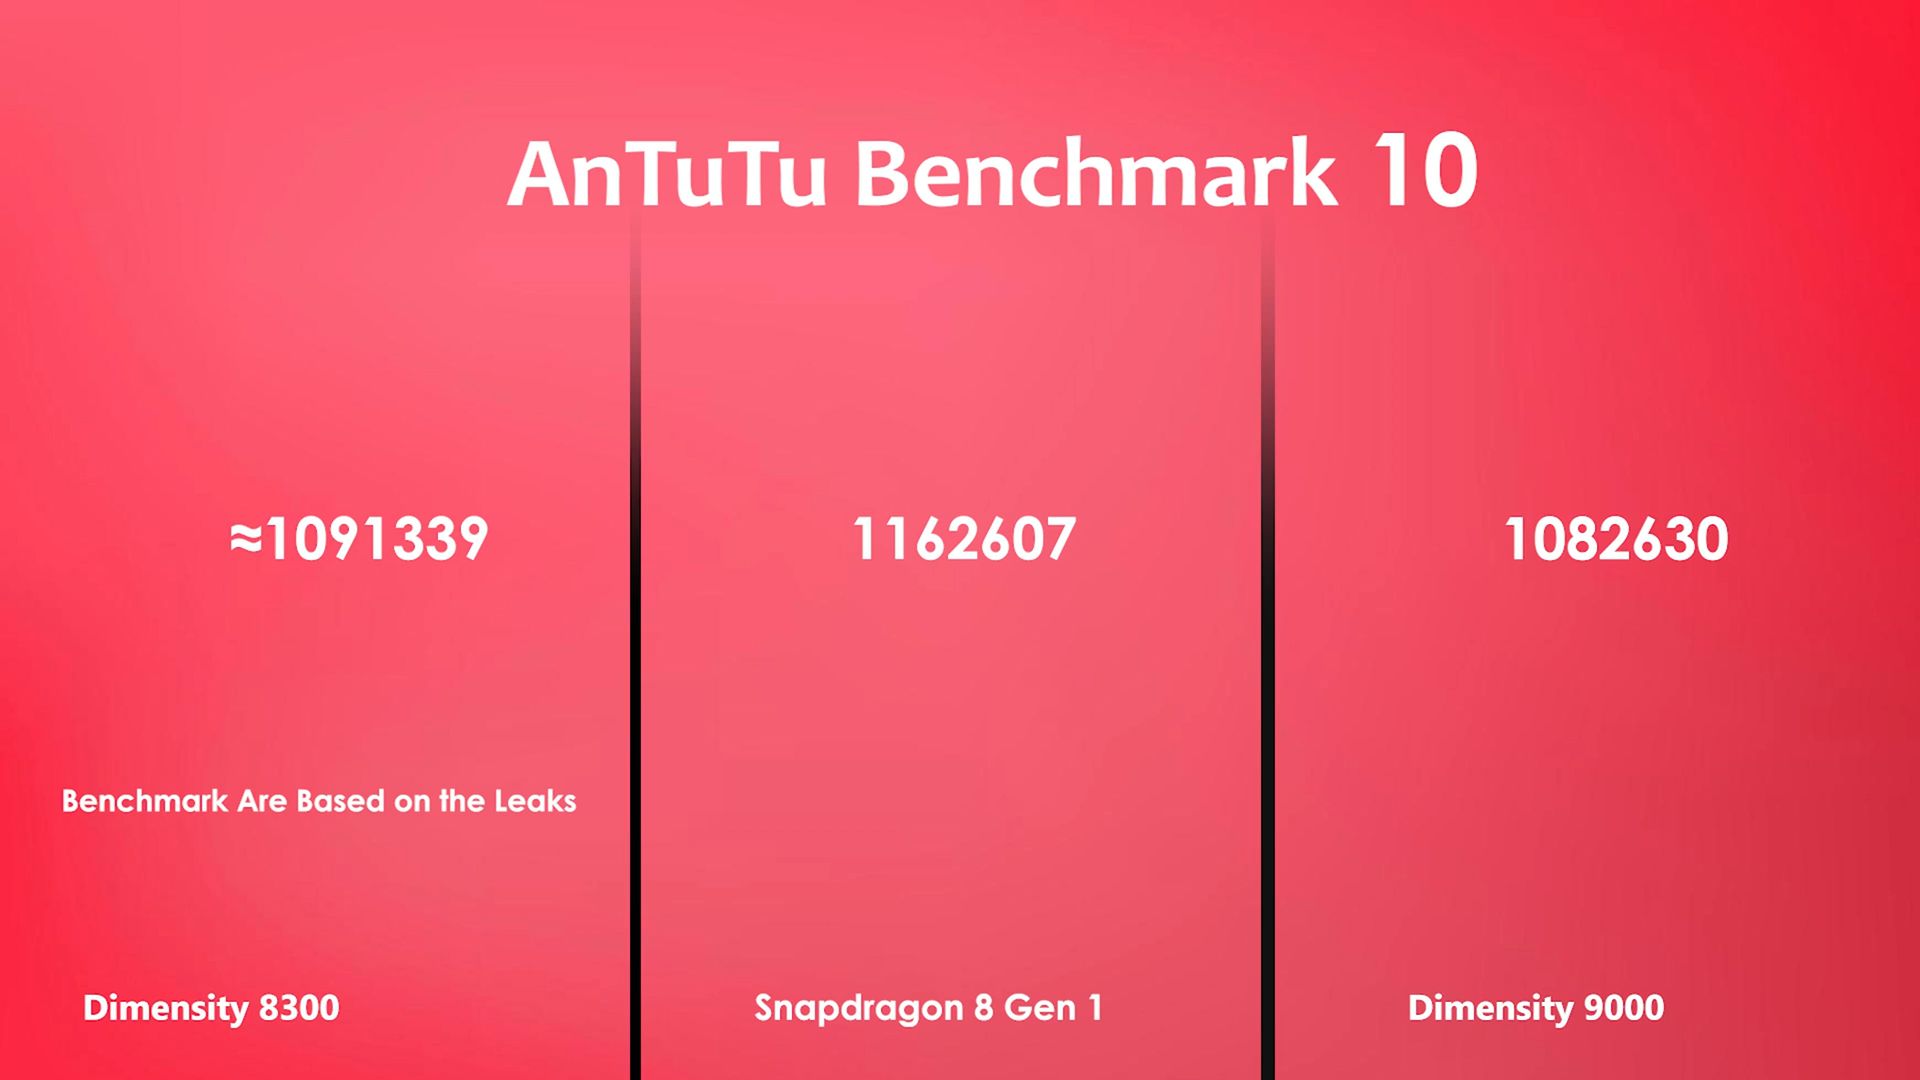 AnTuTu Benchmark 10
≈1091339
1162607
1082630
Benchmark Are Based on the Leaks
Dimensity 8300
Snapdragon 8 Gen 1
Dimensity 9000